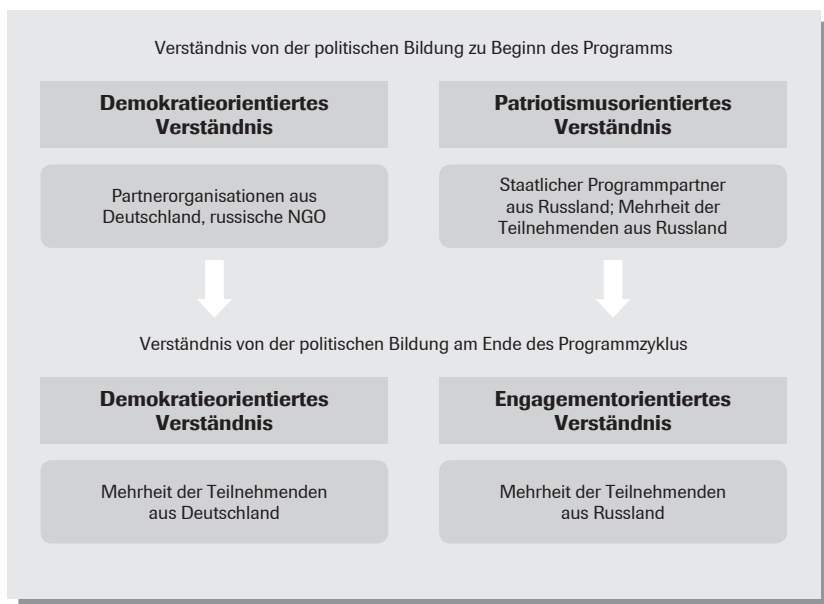 Verständnis von der politischen Bildung zu Beginn des Programms
Demokratieorientiertes
Verständnis
Patriotismusorientiertes
Verständnis
Partnerorganisationen aus
Deutschland, russische NGO
Staatlicher Programmpartner
aus Russland; Mehrheit der
Teilnehmenden aus Russland
Verständnis von der politischen Bildung am Ende des Programmzyklus
Demokratieorientiertes
Verständnis
Engagementorientiertes
Verständnis
Mehrheit der Teilnehmenden
aus Deutschland
Mehrheit der Teilnehmenden
aus Russland